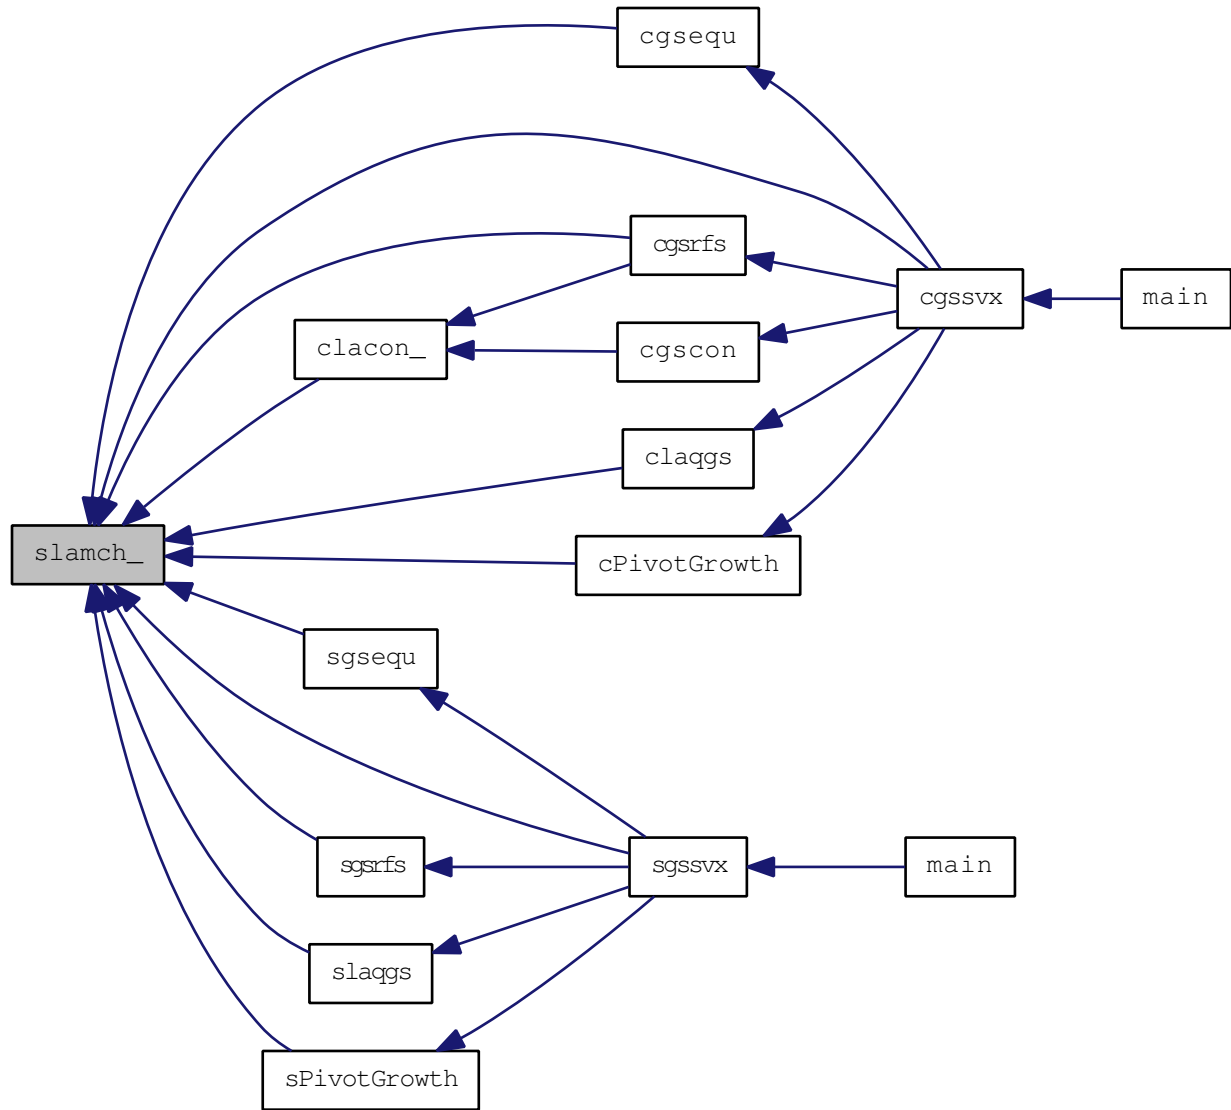 cgsequ
cgsrfs
cgssvx
main
clacon_
cgscon
claqgs
slamch_
cPivotGrowth
sgsequ
sgsrfs
sgssvx
main
slaqgs
sPivotGrowth